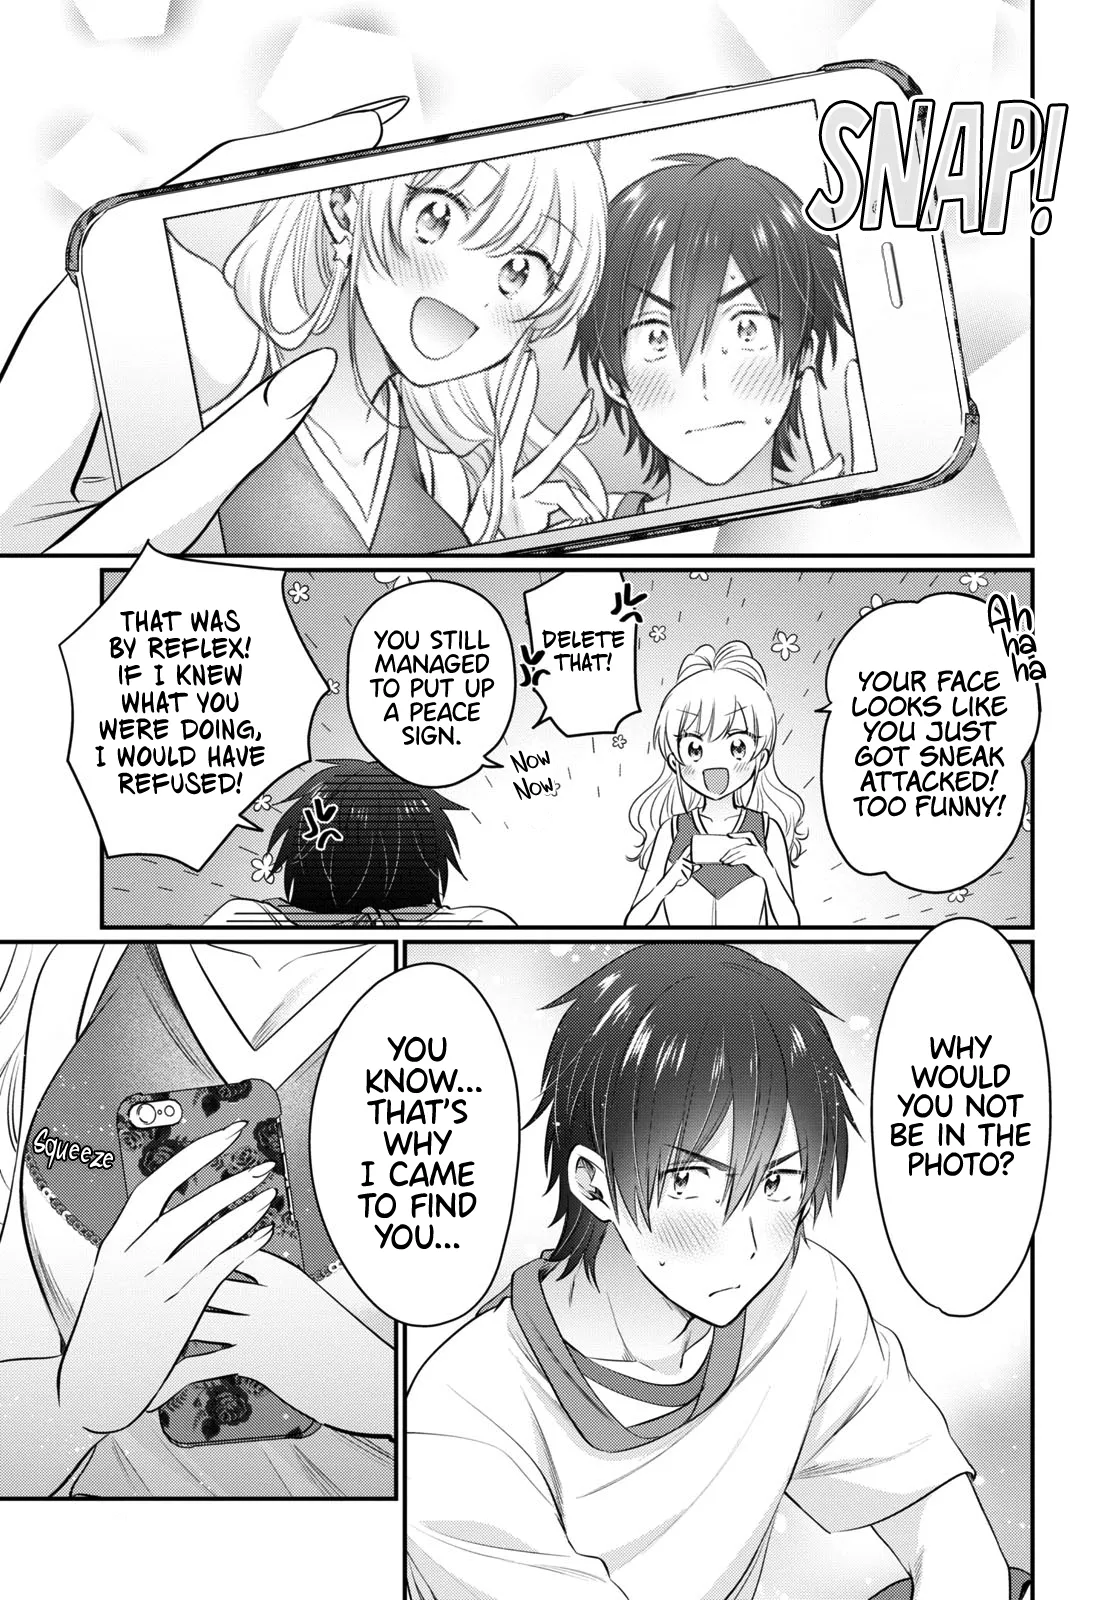 SNAP!
Ah
ha
ha
YOUR FACE
LOOKS LIKE
YOU JUST
GOT SNEAK
ATTACKED!
TOO FUNNY!
DELETE
THAT!
YOU STILL
MANAGED
TO PUT UP
A PEACE
SIGN.
NOW
NOW
THAT WAS
BY REFLEX!
IF I KNEW
WHAT YOU
WERE DOING,
I WOULD HAVE
REFUSED!
WHY
WOULD
YOU NOT
BE IN THE
PHOTO?
YOU
KNOW...
THAT'S
WHY
I CAME
TO FIND
YOU...
Squeeze